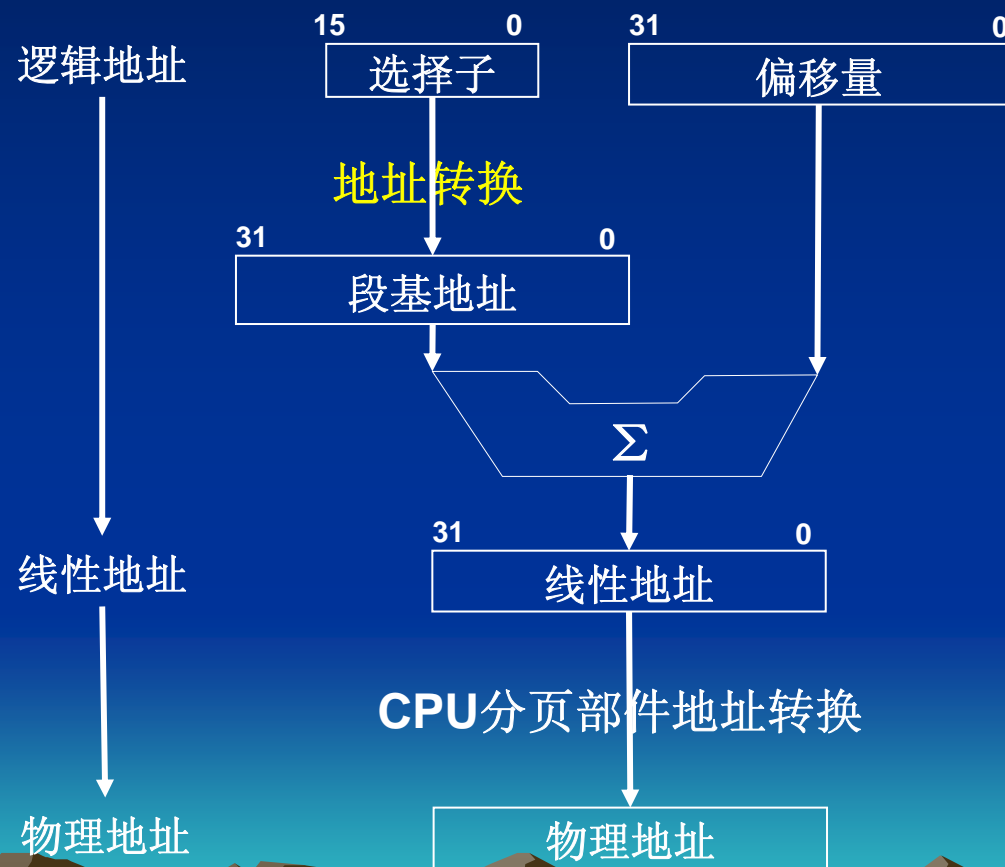 15 0 31 0
逻辑地址 选择子 偏移量
地址转换
31 0
段基地址
Σ
31 0
线性地址 线性地址
CPU分页部件地址转换
物理地址 物理地址